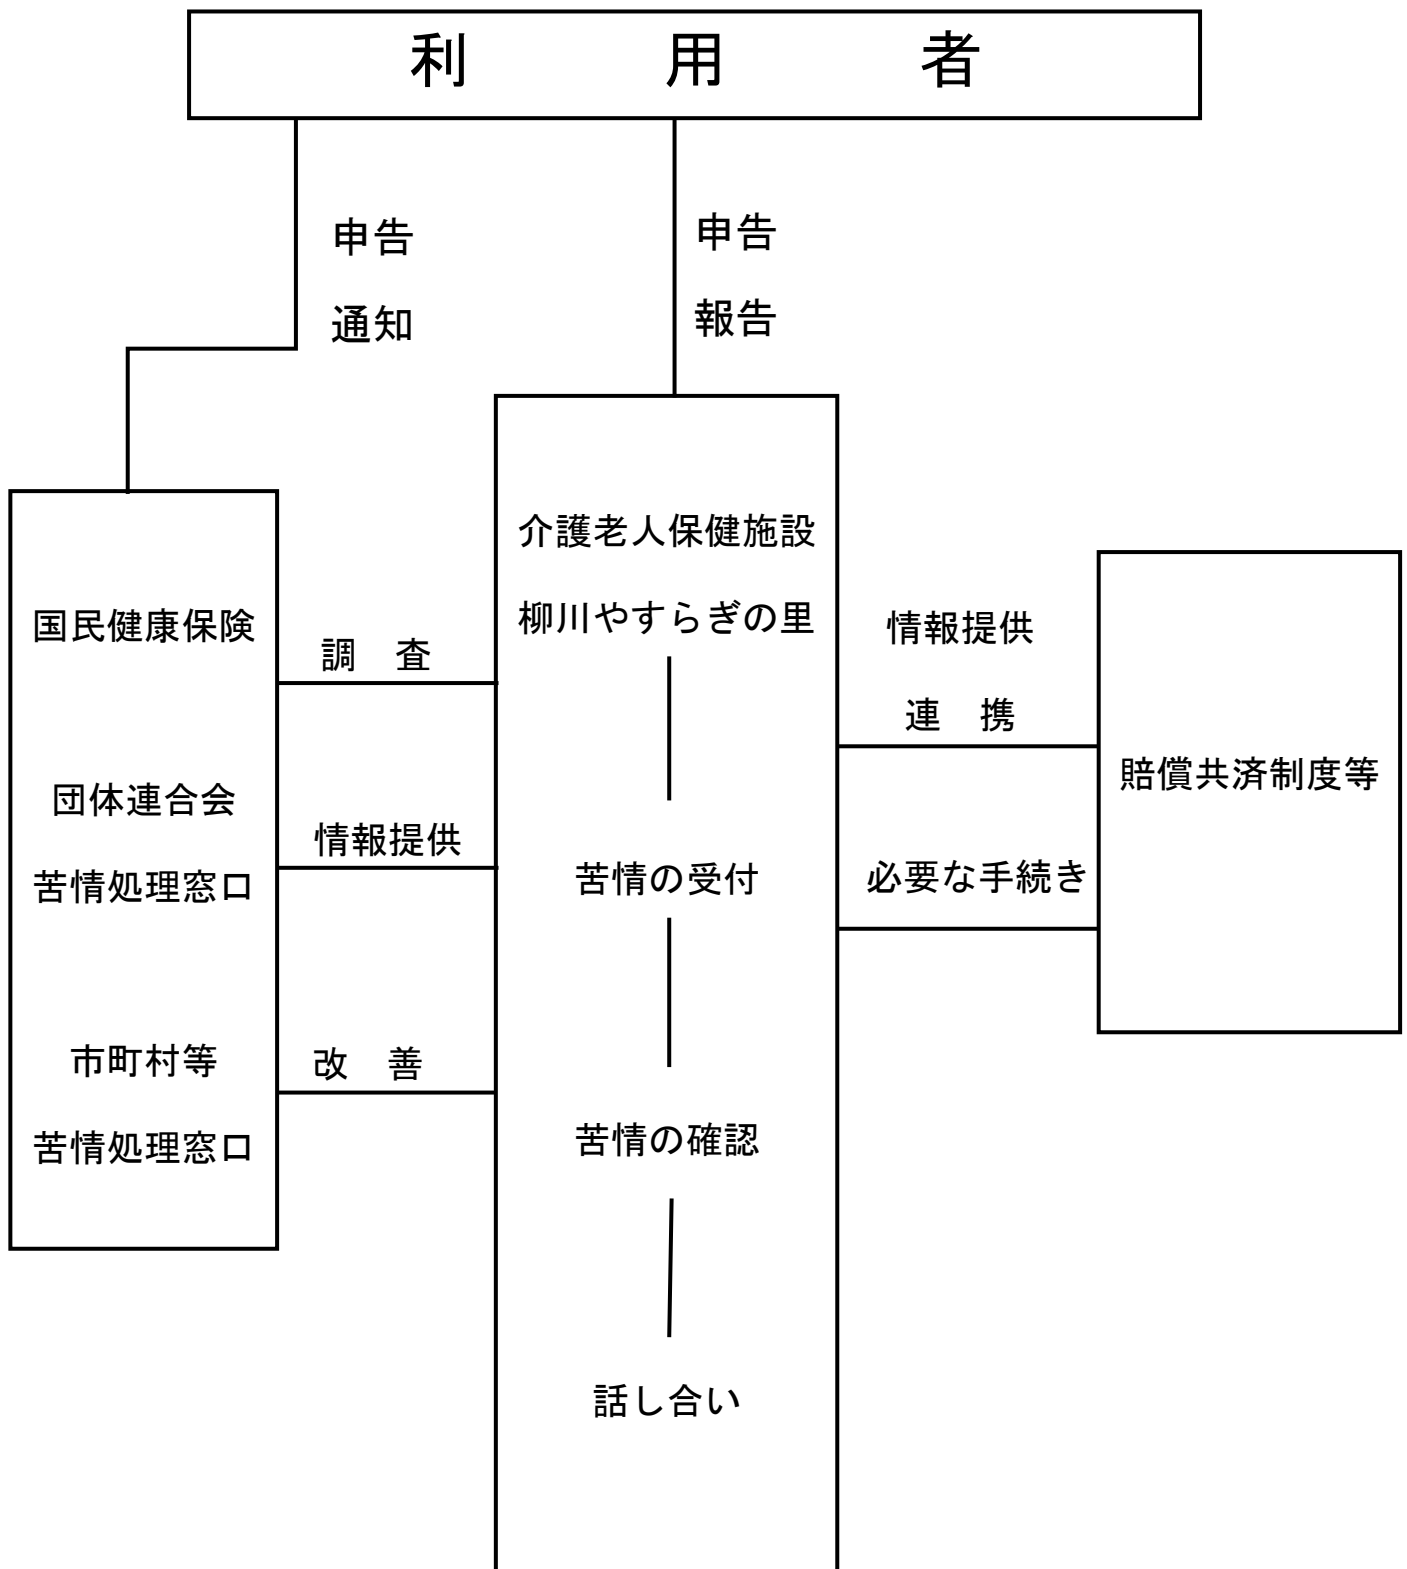 利　用　者
申告
通知
申告
報告
国民健康保険
団体連合会
苦情処理窓口
市町村等
苦情処理窓口
調　査
情報提供
改　善
介護老人保健施設
柳川やすらぎの里
苦情の受付
苦情の確認
話し合い
情報提供
連　携
必要な手続き
賠償共済制度等